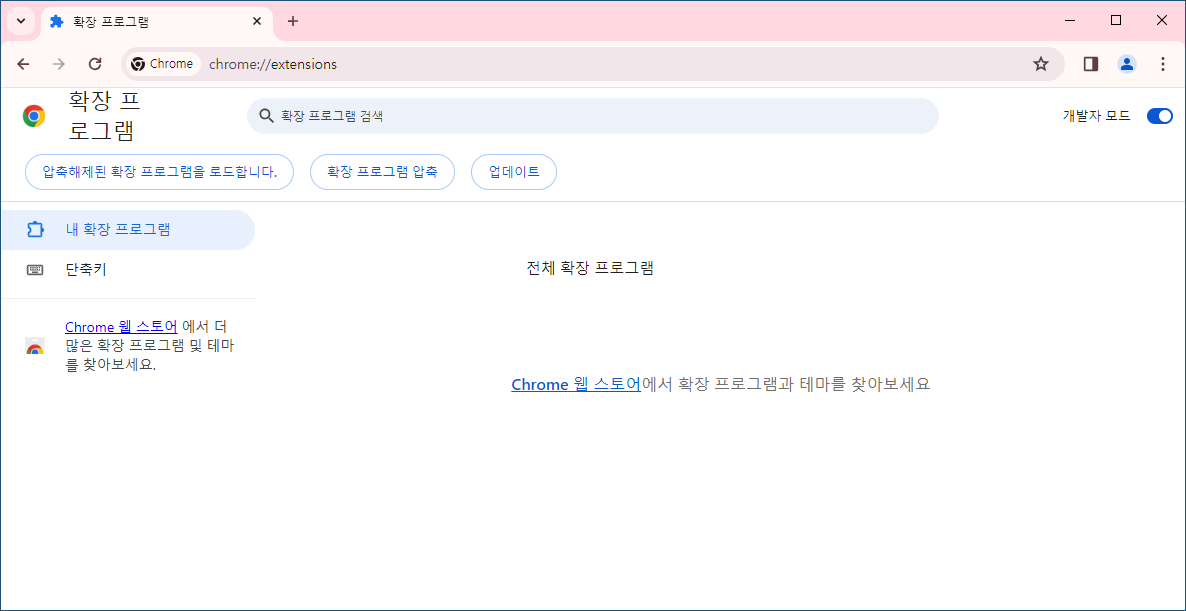 확장 프로그램
Chrome
chrome://extensions
확장 프
로그램
확장 프로그램 검색
개발자 모드
압축해제된 확장 프로그램을 로드합니다.
확장 프로그램 압축
업데이트
내 확장 프로그램
단축키
Chrome 웹 스토어 에서 더
많은 확장 프로그램 및 테마
를 찾아보세요.
전체 확장 프로그램
Chrome 웹 스토어에서 확장 프로그램과 테마를 찾아보세요